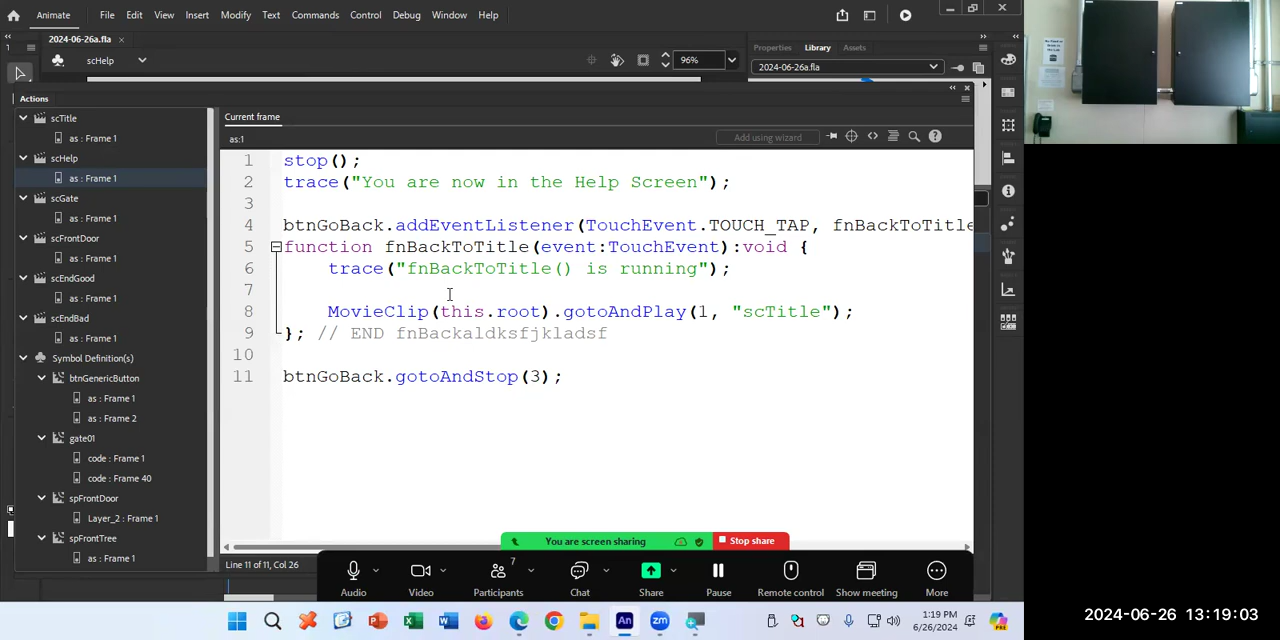 Animate File Edit View Insert Modify Text Commands Control Debug Window Help
2024-06-26a.fla ×
scHelp 96%
Properties Library Assets
2024-06-26a.fla
Actions
scTitle
as : Frame 1
scHelp
as : Frame 1
scGate
as : Frame 1
scFrontDoor
as : Frame 1
scEndGood
as : Frame 1
scEndBad
as : Frame 1
Symbol Definition(s)
btnGenericButton
as : Frame 1
as : Frame 2
gate01
code : Frame 1
code : Frame 40
spFrontDoor
Layer_2 : Frame 1
spFrontTree
as : Frame 1
Current frame
as:1 Add using wizard
1 stop();
2 trace("You are now in the Help Screen");
3
4 btnGoBack.addEventListener(TouchEvent.TOUCH_TAP, fnBackToTitle
5 function fnBackToTitle(event:TouchEvent):void {
6 trace("fnBackToTitle() is running");
7
8 MovieClip(this.root).gotoAndPlay(1, "scTitle");
9 }; // END fnBackaldksfjkladsf
10
11 btnGoBack.gotoAndStop(3);
You are screen sharing Stop share
Line 11 of 11, Col 26
7
Audio Video Participants Chat Share Pause Remote control Show meeting More
An zm
1:19 PM
6/26/2024
PRE
2024-06-26 13:19:03